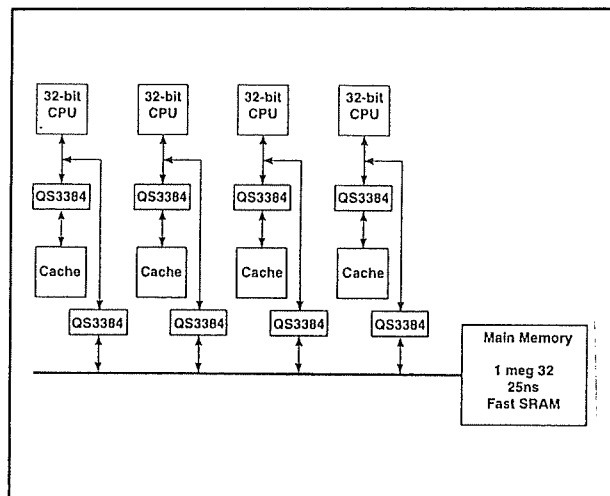 32-bit
CPU
32-bit
CPU
32-bit
CPU
32-bit
CPU
QS3384
QS3384
QS3384
QS3384
Cache
Cache
Cache
Cache
QS3384
QS3384
QS3384
QS3384
Main Memory
1 meg 32
25ns
Fast SRAM